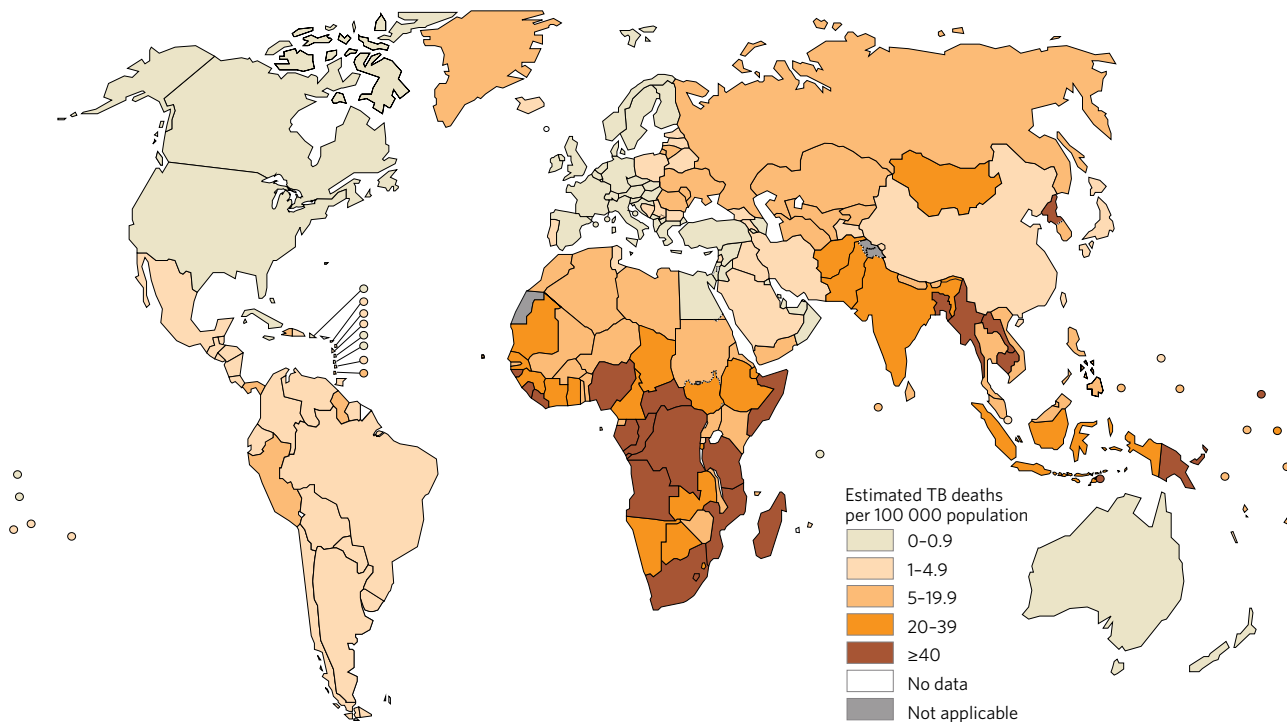 Estimated TB deaths
per 100 000 population
0–0.9
1–4.9
5–19.9
20–39
≥40
No data
Not applicable